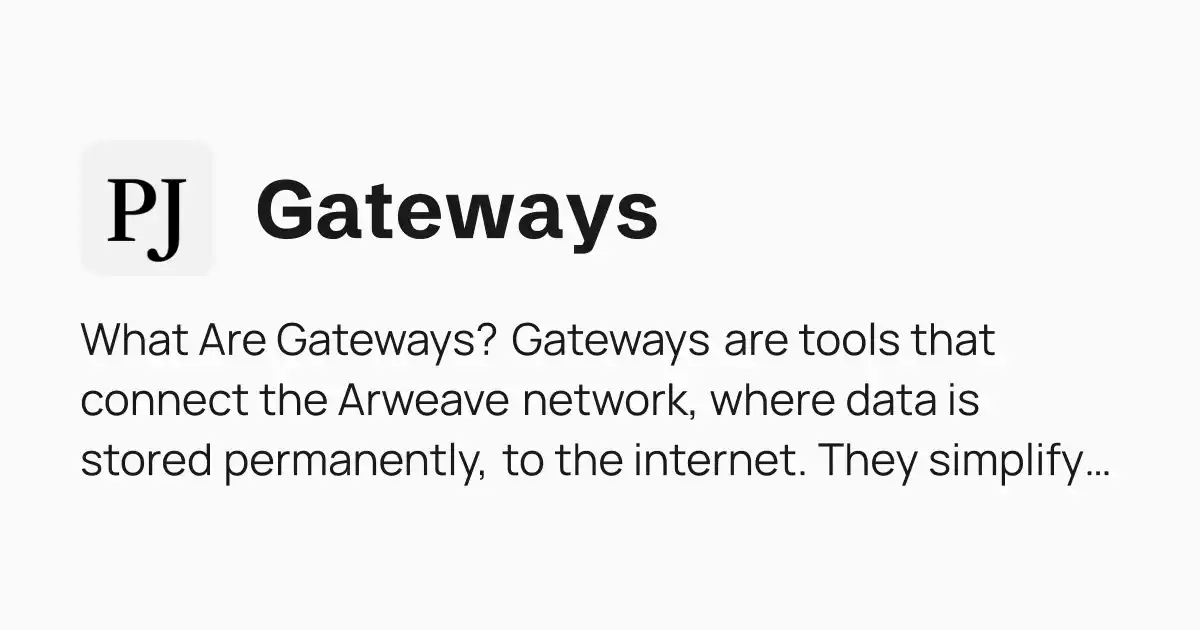 PJ
Gateways
What Are Gateways? Gateways are tools that
connect the Arweave network, where data is
stored permanently, to the internet. They simplify…